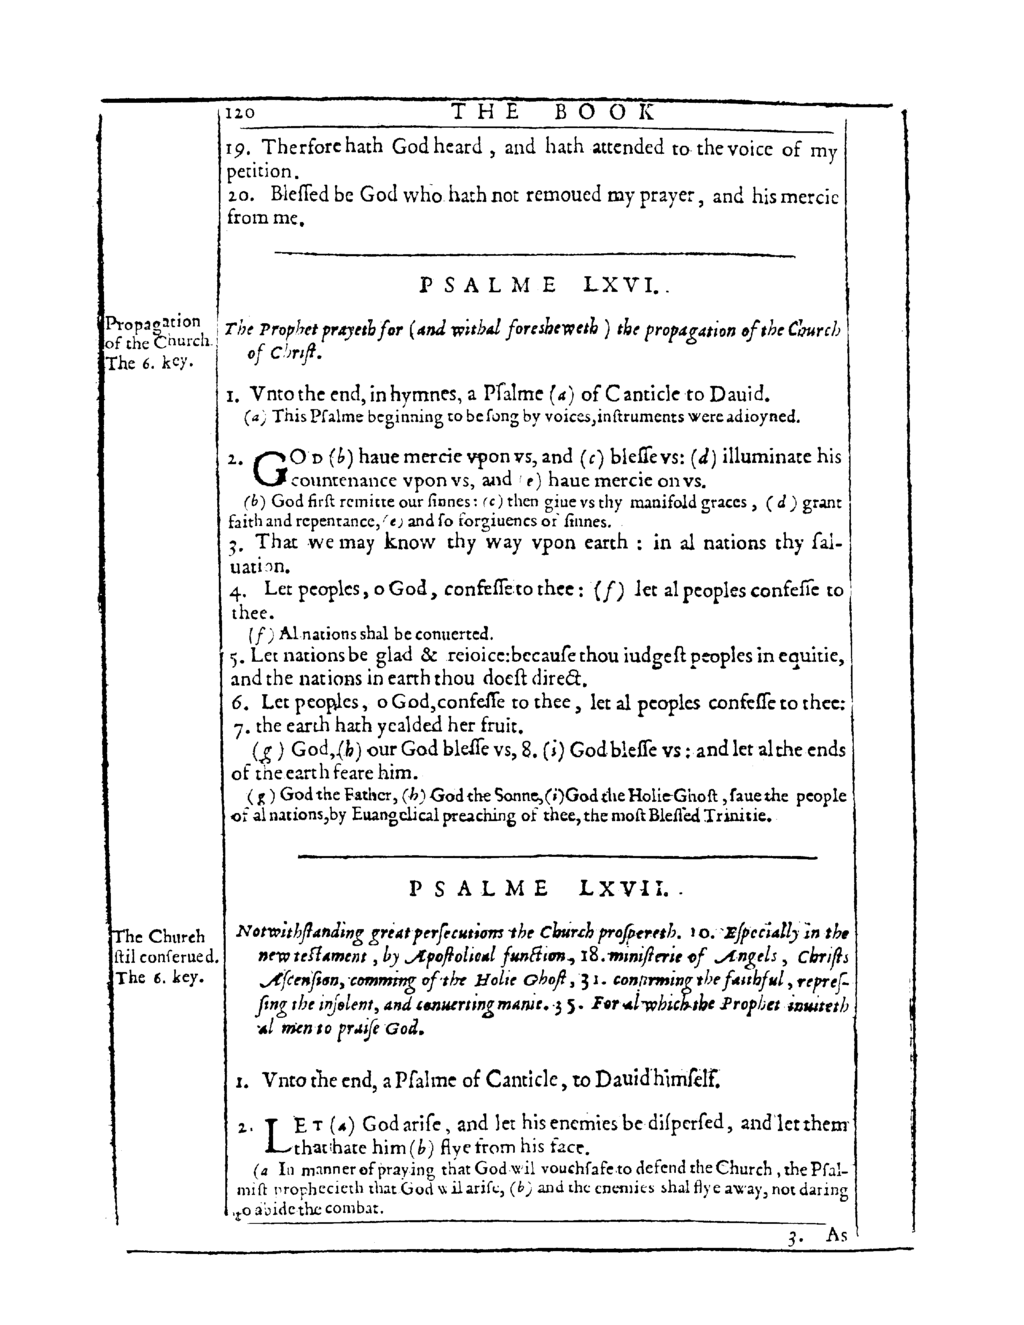 120 THE BOOK
19. Therfore hath God heard, and hath attended to the voice of my
petition.
20. Bleſſed be God who hath not remoued my prayer, and his mercie
from me.
PSALME LXVI.
Propagation
of the Church.
The 6. key.
The Prophet prayeth for (and withal foresheweth) the propagation of the Church
of Chriſt.
1. Vnto the end, in hymnes, a Pſalme (a) of Canticle to Dauid.
(a) This Pſalme beginning to be ſong by voices, inſtruments were adioyned.
2. GOD (b) haue mercie vpon vs, and (c) bleſſe vs: (d) illuminate his
countenance vpon vs, and (e) haue mercie on vs.
(b) God firſt remitte our ſinnes: (c) then giue vs thy manifold graces, (d) grant
faith and repentance, (e) and ſo forgiuenes of ſinnes.
3. That we may know thy way vpon earth: in al nations thy ſal-
uation.
4. Let peoples, o God, confeſſe to thee: (f) let al peoples confeſſe to
thee.
(f) Al nations shal be conuerted.
5. Let nations be glad & reioice: becauſe thou iudgeſt peoples in equitie,
and the nations in earth thou doeſt direct.
6. Let peoples, o God, confeſſe to thee, let al peoples confeſſe to thee:
7. the earth hath yealded her fruit.
(g) God, (h) our God bleſſe vs, 8. (i) God bleſſe vs: and let al the ends
of the earth feare him.
(g) God the Father, (h) God the Sonne, (i) God the Holie Ghoſt, ſaue the people
of al nations, by Euangelical preaching of thee, the moſt Bleſſed Trinitie.
PSALME LXVII.
The Church
ſtil conſerued.
The 6. key.
Notwithſtanding great perſecutions the Church proſpereth. 10. Eſpecially in the
new teſtament, by Apoſtolical function, 18. miniſterie of Angels, Chriſts
Aſcenſion, comming of the Holie Ghoſt, 31. confirming the faithful, repreſ-
ſing the inſolent, and conuerting manie. 35. For al which the Prophet inuiteth
al men to praiſe God.
1. Vnto the end, a Pſalme of Canticle, to Dauid himſelf.
2. LET (a) God ariſe, and let his enemies be diſperſed, and let them
that hate him (b) flye from his face.
(a In manner of praying that God wil vouchſafe to defend the Church, the Pſal-
miſt prophecieth that God wil ariſe, (b) and the enemies shal flye away, not daring
to abide the combat.
3. As